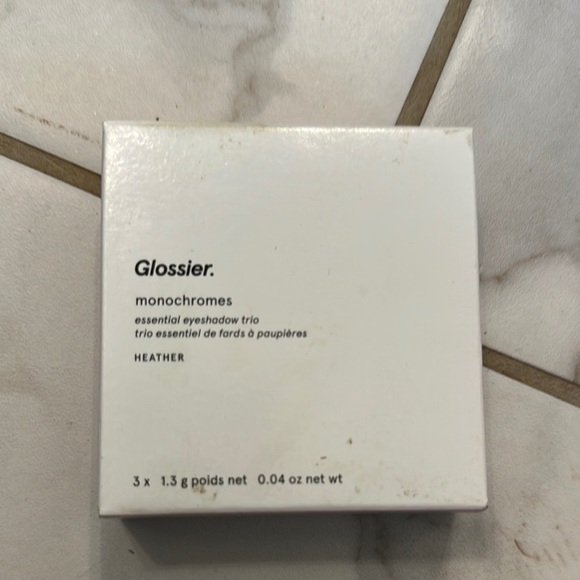 Glossier.
monochromes
essential eyeshadow trio
trio essentiel de fards à paupières
HEATHER
3 x 1.3 g poids net 0.04 oz net wt